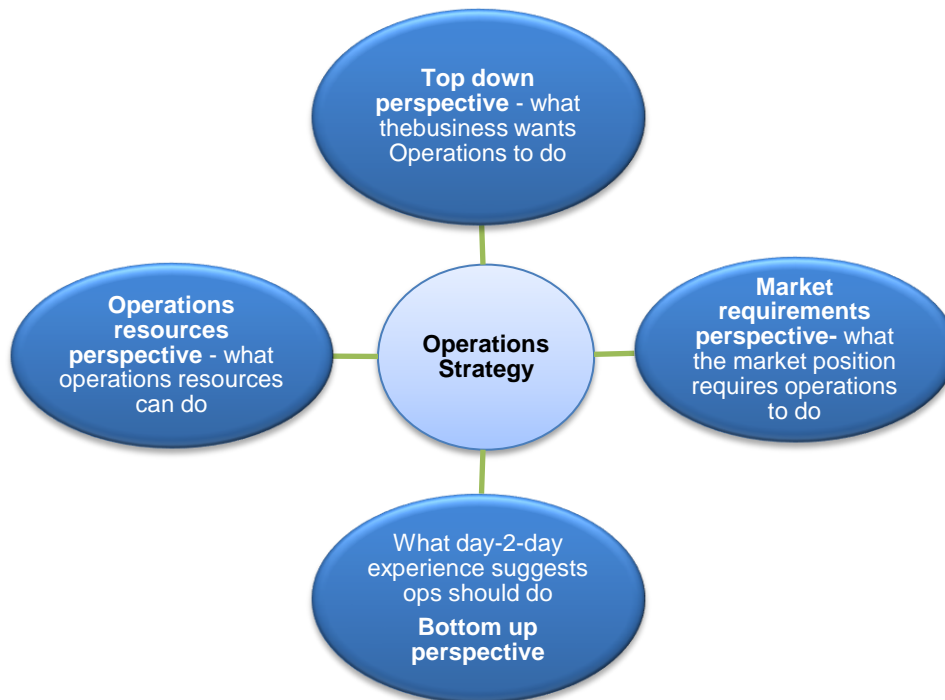 Top down
perspective - what
thebusiness wants
Operations to do
Operations
resources
perspective - what
operations resources
can do
Operations
Strategy
Market
requirements
perspective- what
the market position
requires operations
to do
What day-2-day
experience suggests
ops should do
Bottom up
perspective